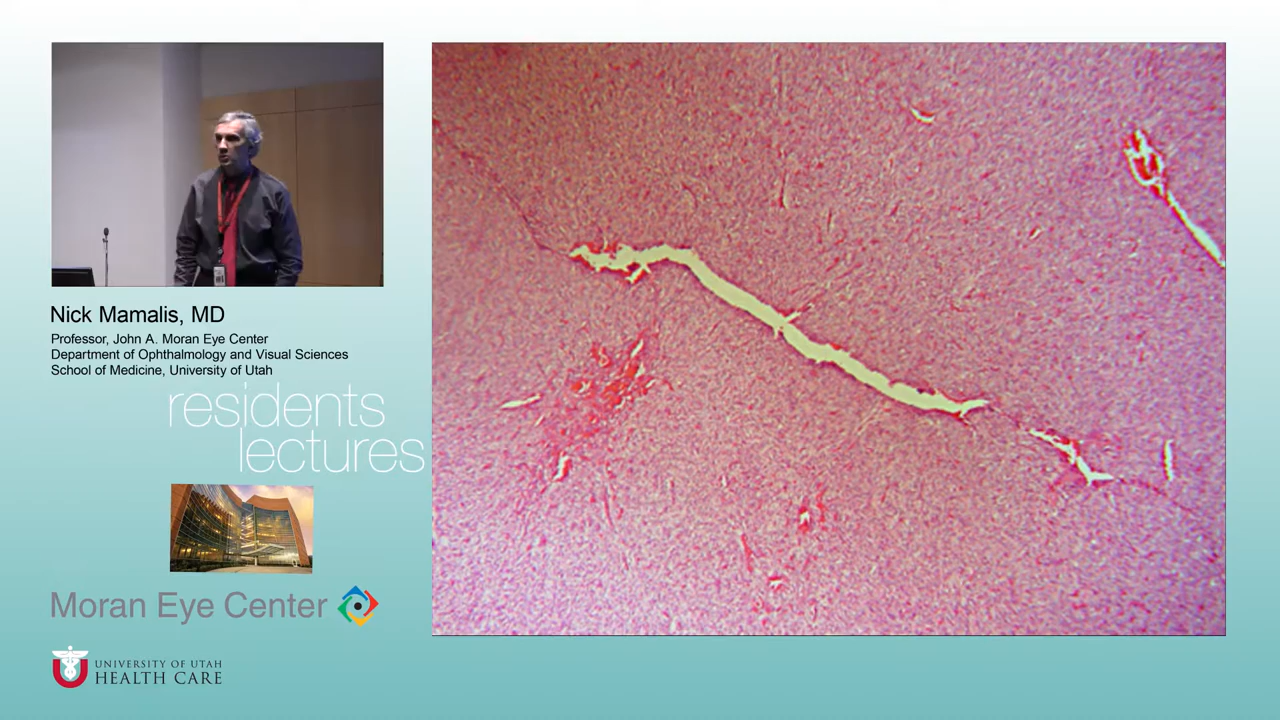 Nick Mamalis, MD
Professor, John A. Moran Eye Center
Department of Ophthalmology and Visual Sciences
School of Medicine, University of Utah
residents
lectures
Moran Eye Center
UNIVERSITY OF UTAH
HEALTH CARE